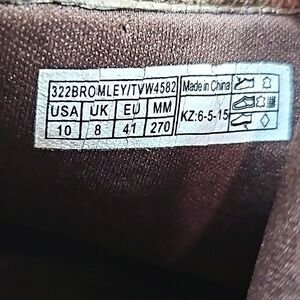 322BROMLEY/TVW4582
USA UK EU MM
10 8 41 270
Made in China
KZ:6-5-15